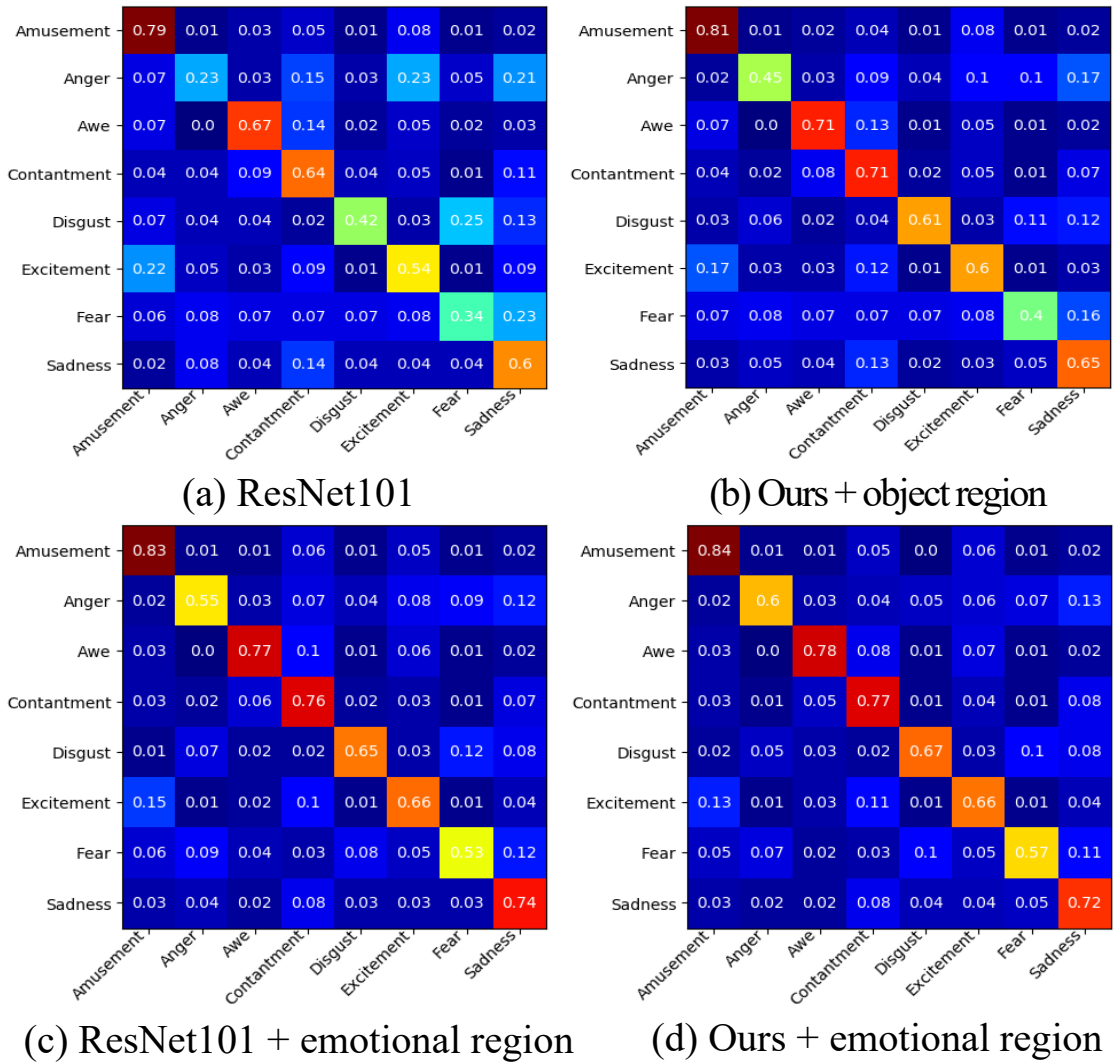 Amusement 0.79 0.01 0.03 0.05 0.01 0.08 0.01 0.02
Anger 0.07 0.23 0.03 0.15 0.03 0.23 0.05 0.21
Awe 0.07 0.0 0.67 0.14 0.02 0.05 0.02 0.03
Contantment 0.04 0.04 0.09 0.64 0.04 0.05 0.01 0.11
Disgust 0.07 0.04 0.04 0.02 0.42 0.03 0.25 0.13
Excitement 0.22 0.05 0.03 0.09 0.01 0.54 0.01 0.09
Fear 0.06 0.08 0.07 0.07 0.07 0.08 0.34 0.23
Sadness 0.02 0.08 0.04 0.14 0.04 0.04 0.04 0.6
Amusement Anger Awe Contantment Disgust Excitement Fear Sadness
(a) ResNet101
Amusement 0.81 0.01 0.02 0.04 0.01 0.08 0.01 0.02
Anger 0.02 0.45 0.03 0.09 0.04 0.1 0.1 0.17
Awe 0.07 0.0 0.71 0.13 0.01 0.05 0.01 0.02
Contantment 0.04 0.02 0.08 0.71 0.02 0.05 0.01 0.07
Disgust 0.03 0.06 0.02 0.04 0.61 0.03 0.11 0.12
Excitement 0.17 0.03 0.03 0.12 0.01 0.6 0.01 0.03
Fear 0.07 0.08 0.07 0.07 0.07 0.08 0.4 0.16
Sadness 0.03 0.05 0.04 0.13 0.02 0.03 0.05 0.65
Amusement Anger Awe Contantment Disgust Excitement Fear Sadness
(b) Ours + object region
Amusement 0.83 0.01 0.01 0.06 0.01 0.05 0.01 0.02
Anger 0.02 0.55 0.03 0.07 0.04 0.08 0.09 0.12
Awe 0.03 0.0 0.77 0.1 0.01 0.06 0.01 0.02
Contantment 0.03 0.02 0.06 0.76 0.02 0.03 0.01 0.07
Disgust 0.01 0.07 0.02 0.02 0.65 0.03 0.12 0.08
Excitement 0.15 0.01 0.02 0.1 0.01 0.66 0.01 0.04
Fear 0.06 0.09 0.04 0.03 0.08 0.05 0.53 0.12
Sadness 0.03 0.04 0.02 0.08 0.03 0.03 0.03 0.74
Amusement Anger Awe Contantment Disgust Excitement Fear Sadness
(c) ResNet101 + emotional region
Amusement 0.84 0.01 0.01 0.05 0.0 0.06 0.01 0.02
Anger 0.02 0.6 0.03 0.04 0.05 0.06 0.07 0.13
Awe 0.03 0.0 0.78 0.08 0.01 0.07 0.01 0.02
Contantment 0.03 0.01 0.05 0.77 0.01 0.04 0.01 0.08
Disgust 0.02 0.05 0.03 0.02 0.67 0.03 0.1 0.08
Excitement 0.13 0.01 0.03 0.11 0.01 0.66 0.01 0.04
Fear 0.05 0.07 0.02 0.03 0.1 0.05 0.57 0.11
Sadness 0.03 0.02 0.02 0.08 0.04 0.04 0.05 0.72
Amusement Anger Awe Contantment Disgust Excitement Fear Sadness
(d) Ours + emotional region